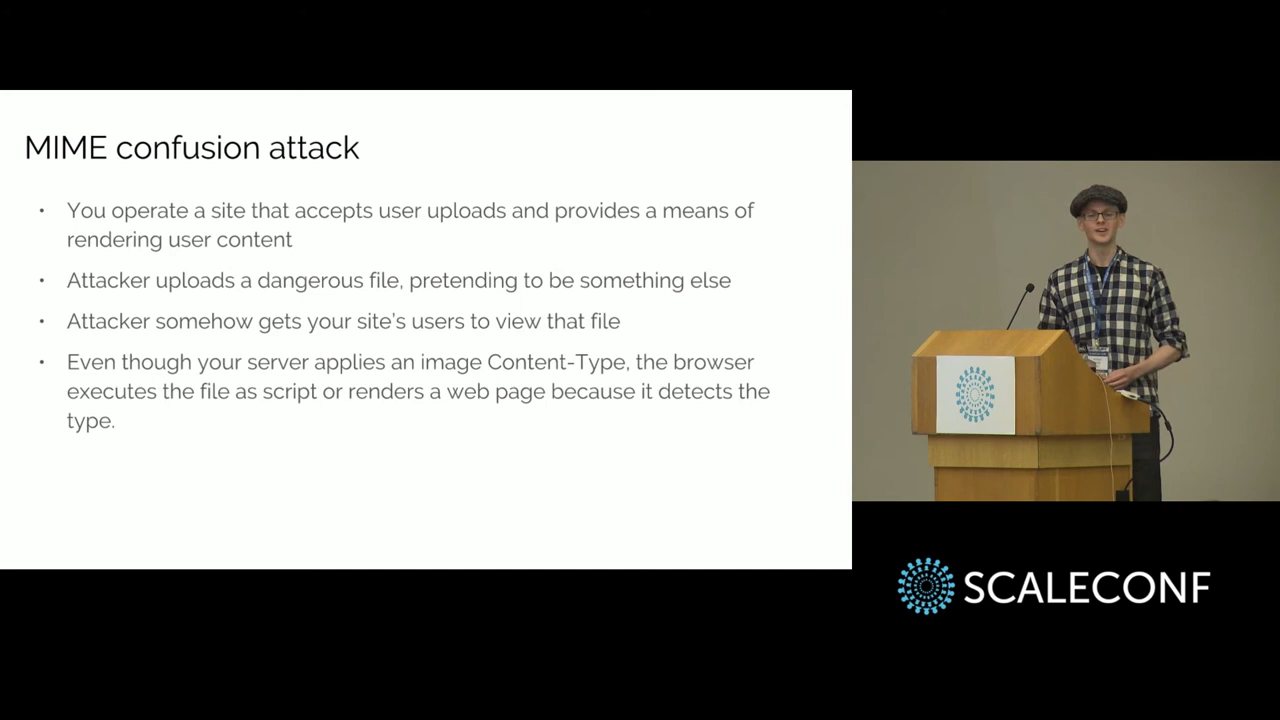 MIME confusion attack
• You operate a site that accepts user uploads and provides a means of
rendering user content
• Attacker uploads a dangerous file, pretending to be something else
• Attacker somehow gets your site's users to view that file
• Even though your server applies an image Content-Type, the browser
executes the file as script or renders a web page because it detects the
type.
SCALECONF